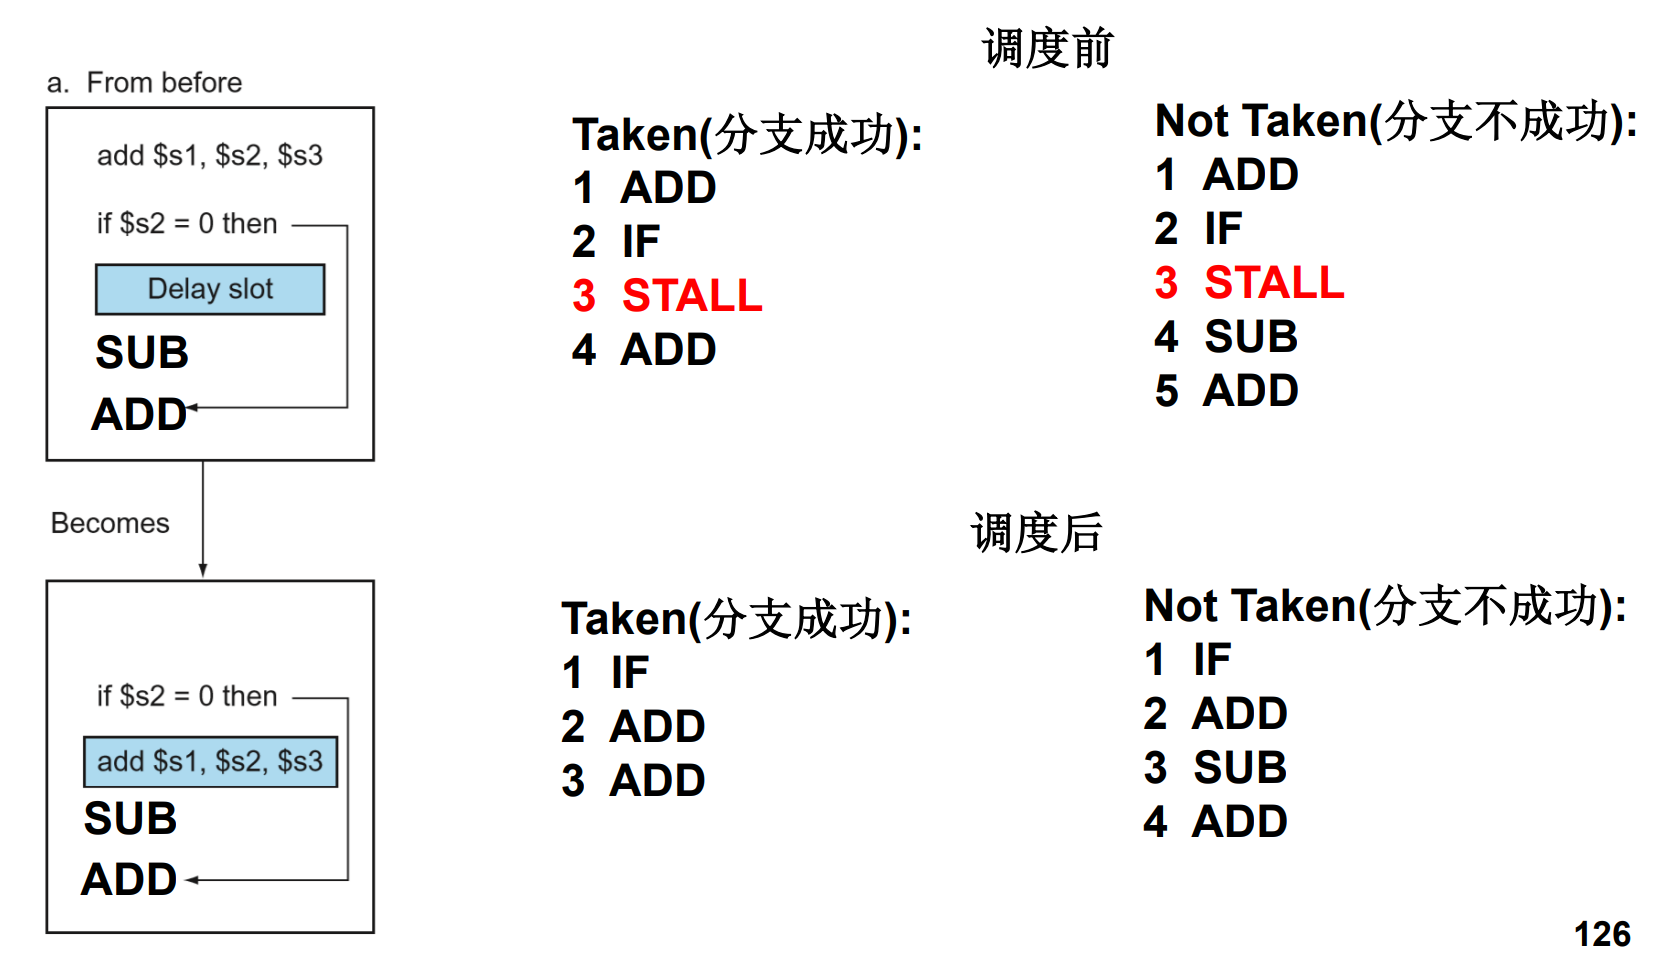 a. From before
add $s1, $s2, $s3
if $s2 = 0 then
Delay slot
SUB
ADD
Becomes
if $s2 = 0 then
add $s1, $s2, $s3
SUB
ADD
调度前
Taken(分支成功):
1 ADD
2 IF
3 STALL
4 ADD
Not Taken(分支不成功):
1 ADD
2 IF
3 STALL
4 SUB
5 ADD
调度后
Taken(分支成功):
1 IF
2 ADD
3 ADD
Not Taken(分支不成功):
1 IF
2 ADD
3 SUB
4 ADD
126